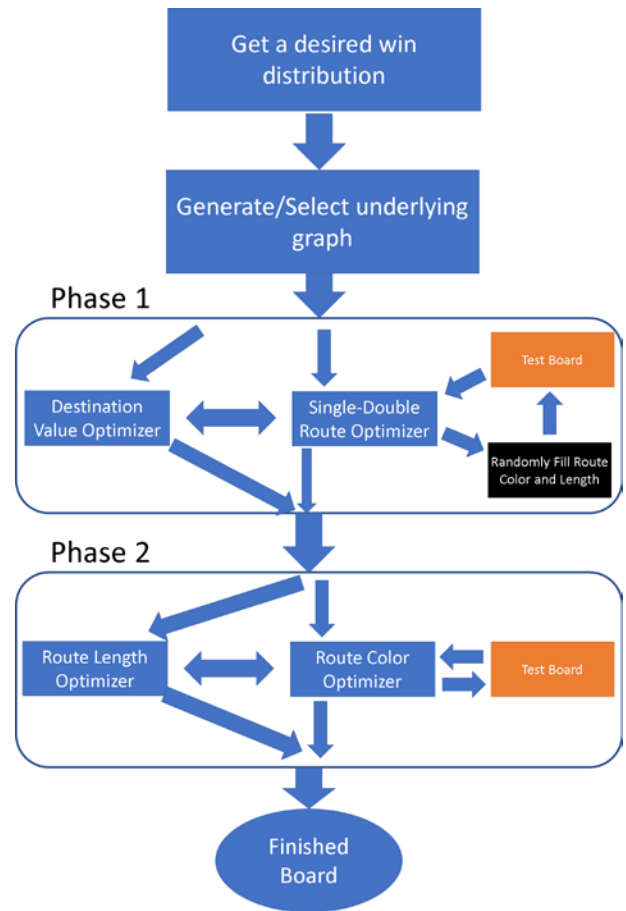 Get a desired win
distribution
Generate/Select underlying
graph
Phase 1
Test Board
Destination
Value Optimizer
Single-Double
Route Optimizer
Randomly Fill Route
Color and Length
Phase 2
Route Length
Optimizer
Route Color
Optimizer
Test Board
Finished
Board